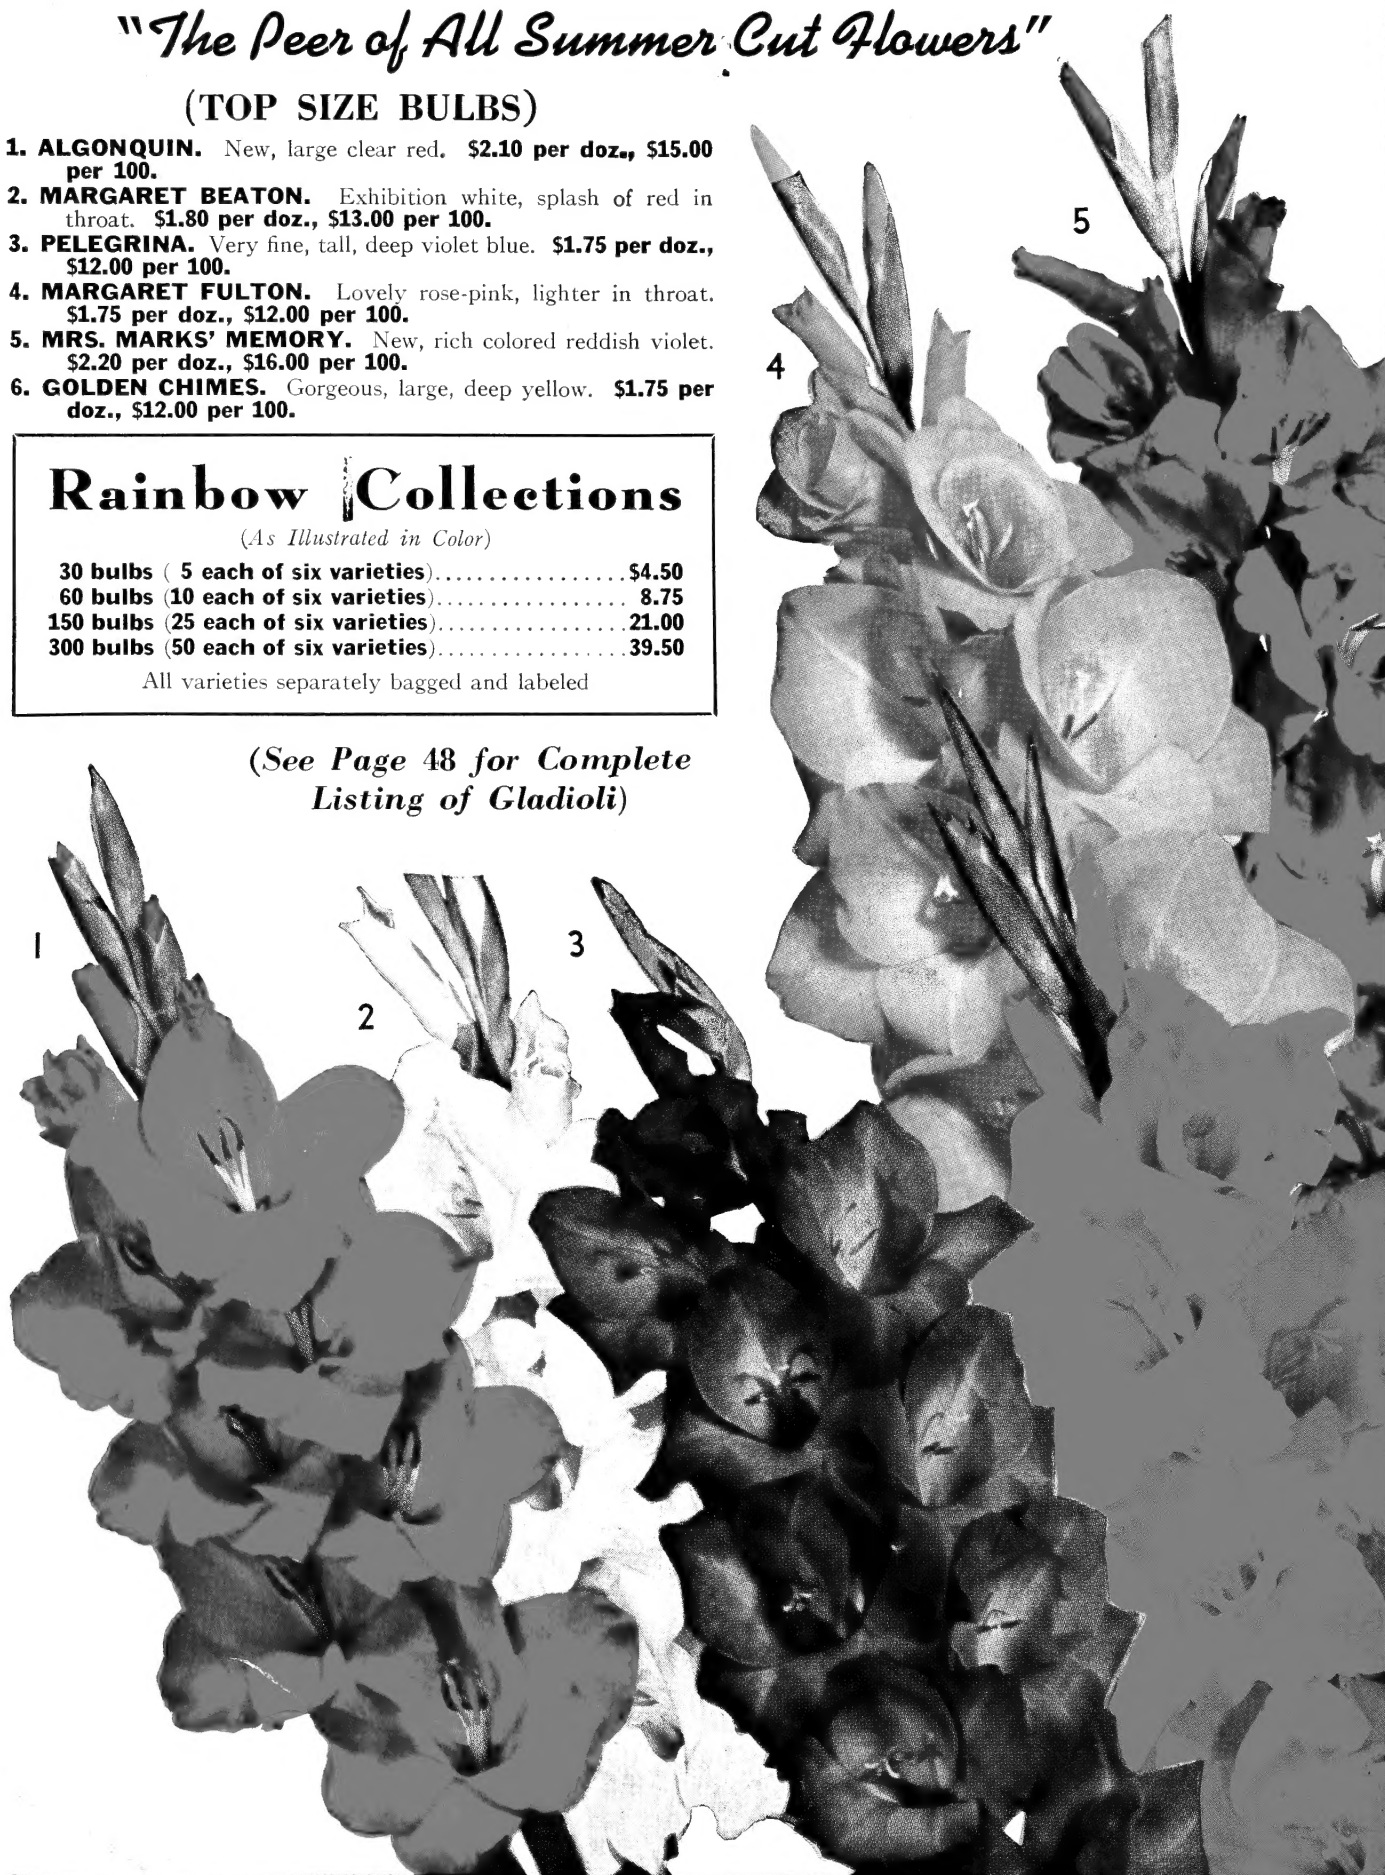 "The Peer of All Summer Cut Flowers"
(TOP SIZE BULBS)
1. ALGONQUIN. New, large clear red. $2.10 per doz., $15.00
per 100.
2. MARGARET BEATON. Exhibition white, splash of red in
throat. $1.80 per doz., $13.00 per 100.
3. PELEGRINA. Very fine, tall, deep violet blue. $1.75 per doz.,
$12.00 per 100.
4. MARGARET FULTON. Lovely rose-pink, lighter in throat.
$1.75 per doz., $12.00 per 100.
5. MRS. MARKS' MEMORY. New, rich colored reddish violet.
$2.20 per doz., $16.00 per 100.
6. GOLDEN CHIMES. Gorgeous, large, deep yellow. $1.75 per
doz., $12.00 per 100.
Rainbow Collections
(As Illustrated in Color)
30 bulbs ( 5 each of six varieties)................. $4.50
60 bulbs (10 each of six varieties)................. 8.75
150 bulbs (25 each of six varieties)................. 21.00
300 bulbs (50 each of six varieties)................. 39.50
All varieties separately bagged and labeled
(See Page 48 for Complete
Listing of Gladioli)
5
4
1
3
2